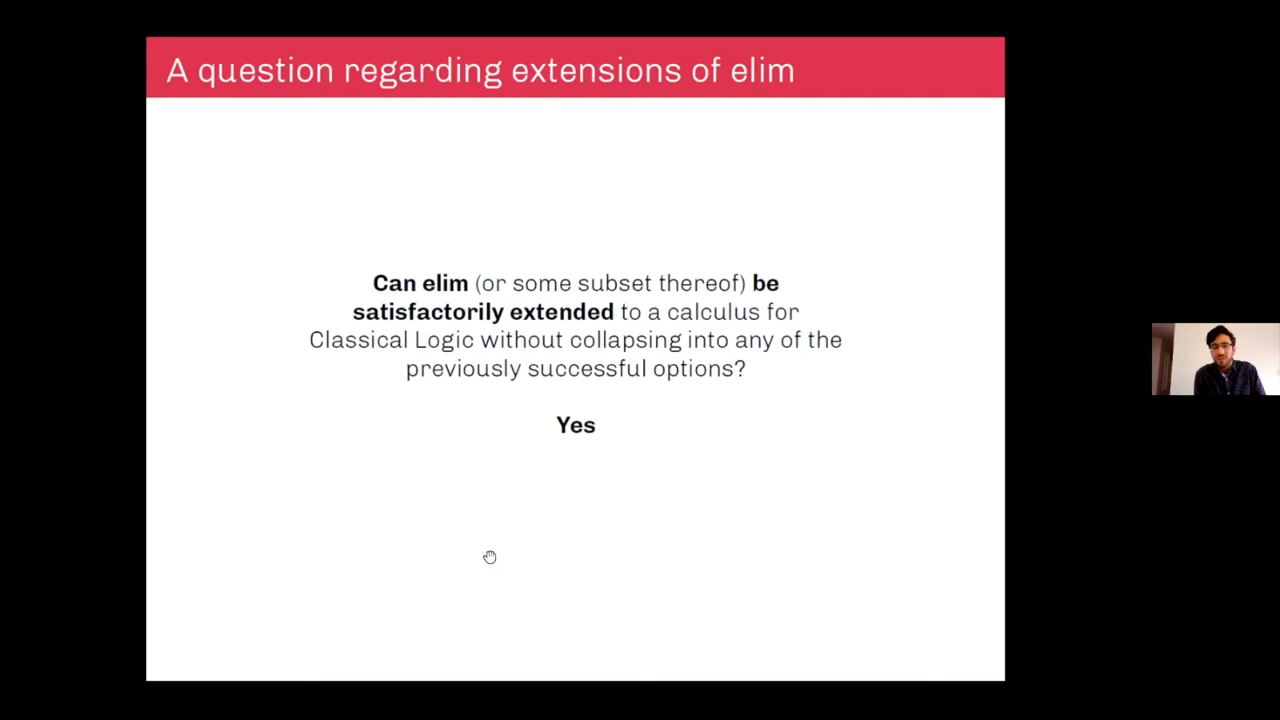 A question regarding extensions of elim
Can elim (or some subset thereof) be
satisfactorily extended to a calculus for
Classical Logic without collapsing into any of the
previously successful options?
Yes